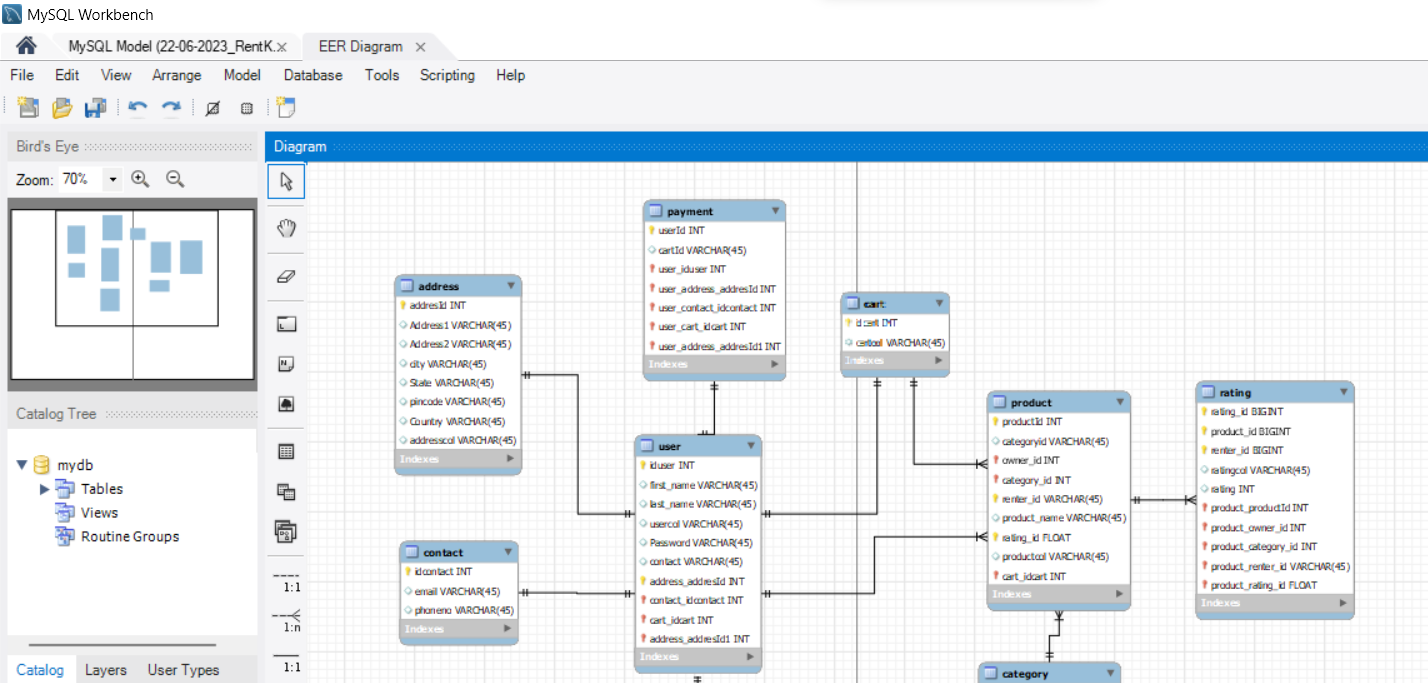 MySQL Workbench
MySQL Model (22-06-2023_RentK.×
EER Diagram ×
File Edit View Arrange Model Database Tools Scripting Help
Bird's Eye
Zoom: 70%
Diagram
Catalog Tree
mydb
Tables
Views
Routine Groups
Catalog Layers User Types
1:1
1:n
1:1
payment
userId INT
cartId VARCHAR(45)
user_iduser INT
user_address_addresId INT
user_contact_idcontact INT
user_cart_idcart INT
user_address_addresId1 INT
Indexes
address
addresId INT
Address1 VARCHAR(45)
Address2 VARCHAR(45)
city VARCHAR(45)
State VARCHAR(45)
pincode VARCHAR(45)
Country VARCHAR(45)
addresscol VARCHAR(45)
Indexes
cart
idcart INT
cartcol VARCHAR(45)
Indexes
user
iduser INT
first_name VARCHAR(45)
last_name VARCHAR(45)
usercol VARCHAR(45)
Password VARCHAR(45)
contact VARCHAR(45)
address_addresId INT
contact_idcontact INT
cart_idcart INT
address_addresId1 INT
Indexes
contact
idcontact INT
email VARCHAR(45)
phoneno VARCHAR(45)
Indexes
product
productId INT
categoryid VARCHAR(45)
owner_id INT
category_id INT
renter_id VARCHAR(45)
product_name VARCHAR(45)
rating_id FLOAT
productcol VARCHAR(45)
cart_idcart INT
Indexes
rating
rating_id BIGINT
product_id BIGINT
renter_id BIGINT
ratingcol VARCHAR(45)
rating INT
product_productId INT
product_owner_id INT
product_category_id INT
product_renter_id VARCHAR(45)
product_rating_id FLOAT
Indexes
category